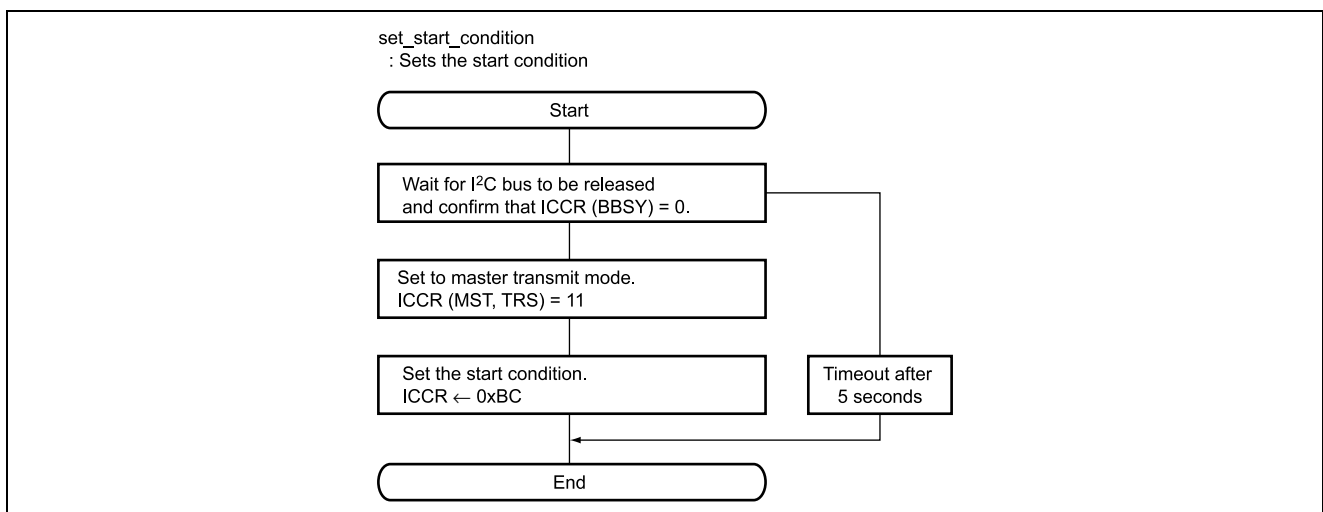 set_start_condition
: Sets the start condition
Start
Wait for I²C bus to be released
and confirm that ICCR (BBSY) = 0.
Set to master transmit mode.
ICCR (MST, TRS) = 11
Set the start condition.
ICCR ← 0xBC
Timeout after
5 seconds
End